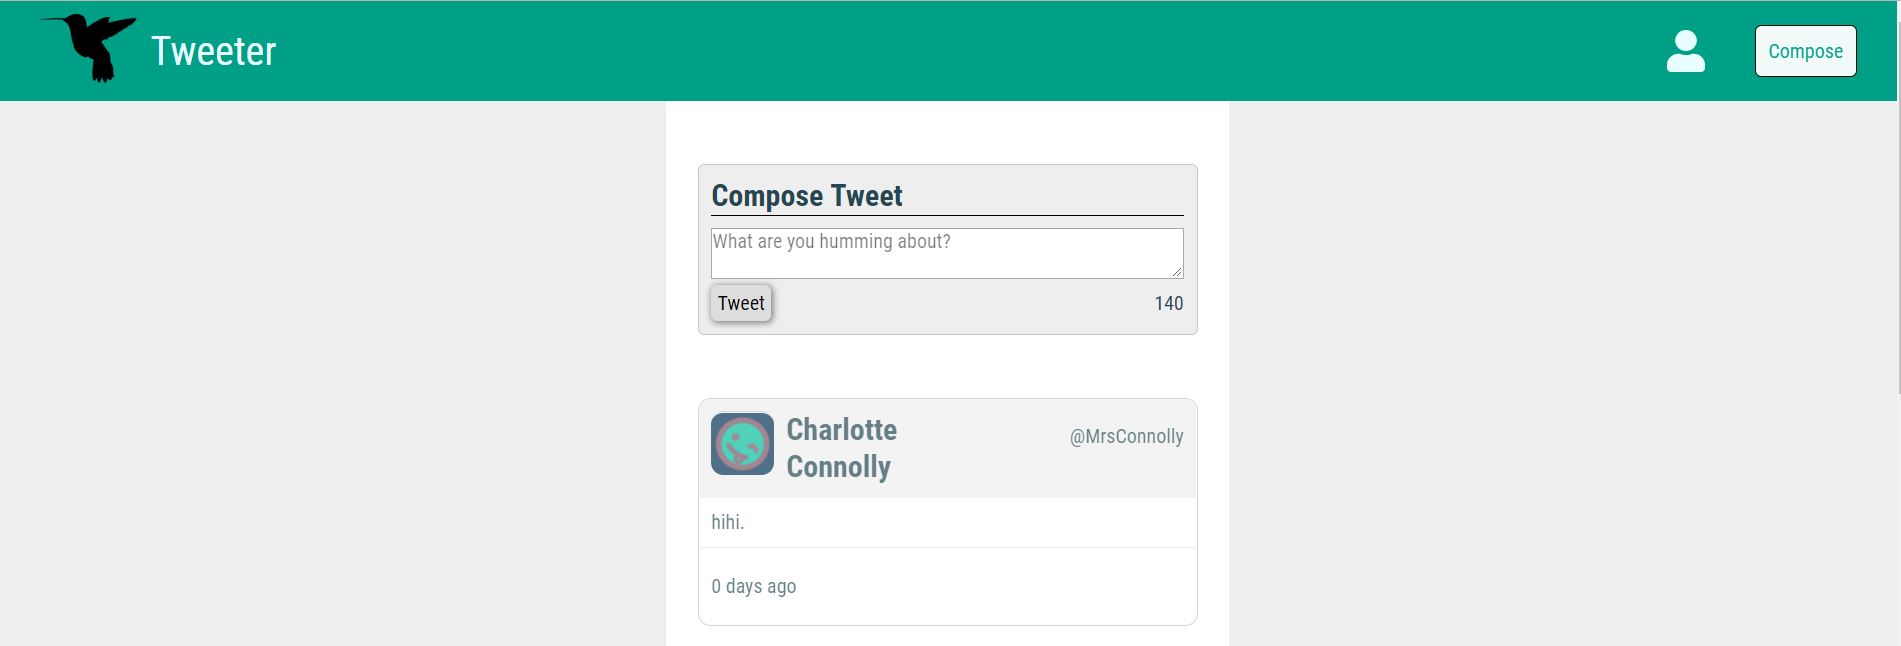 Tweeter
Compose
Compose Tweet
What are you humming about?
Tweet
140
Charlotte
Connolly
@MrsConnolly
hihi.
0 days ago